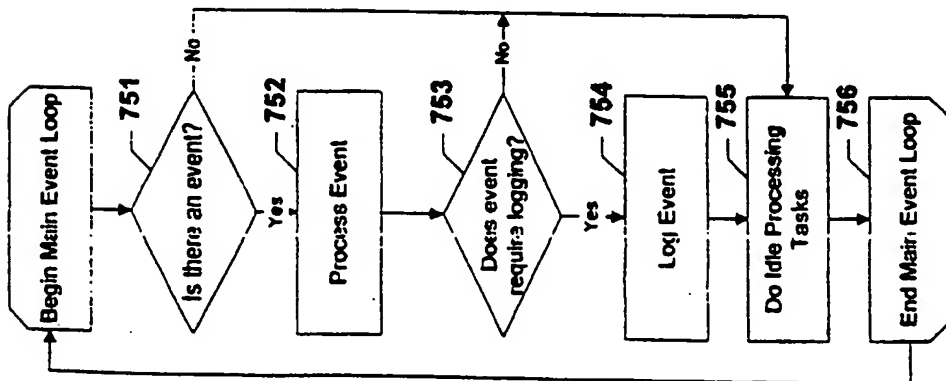 Begin Main Event Loop
751
Is there an event?
No
Yes
752
Process Event
753
Does event
require logging?
No
Yes
754
Log Event
755
Do Idle Processing
Tasks
756
End Main Event Loop